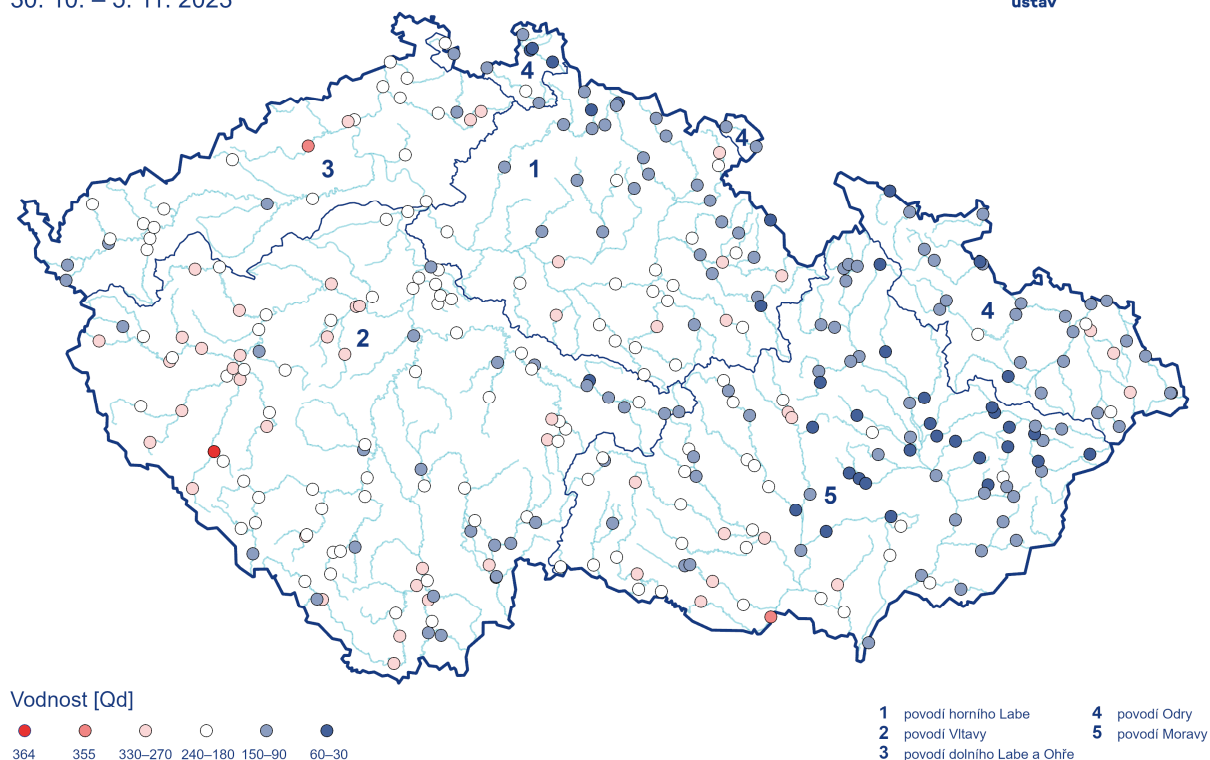 30. 10. – 5. 11. 2023
ústav
4
4
1
3
2
4
5
Vodnost [Qd]
364 355 330–270 240–180 150–90 60–30
1 povodí horního Labe
2 povodí Vltavy
3 povodí dolního Labe a Ohře
4 povodí Odry
5 povodí Moravy